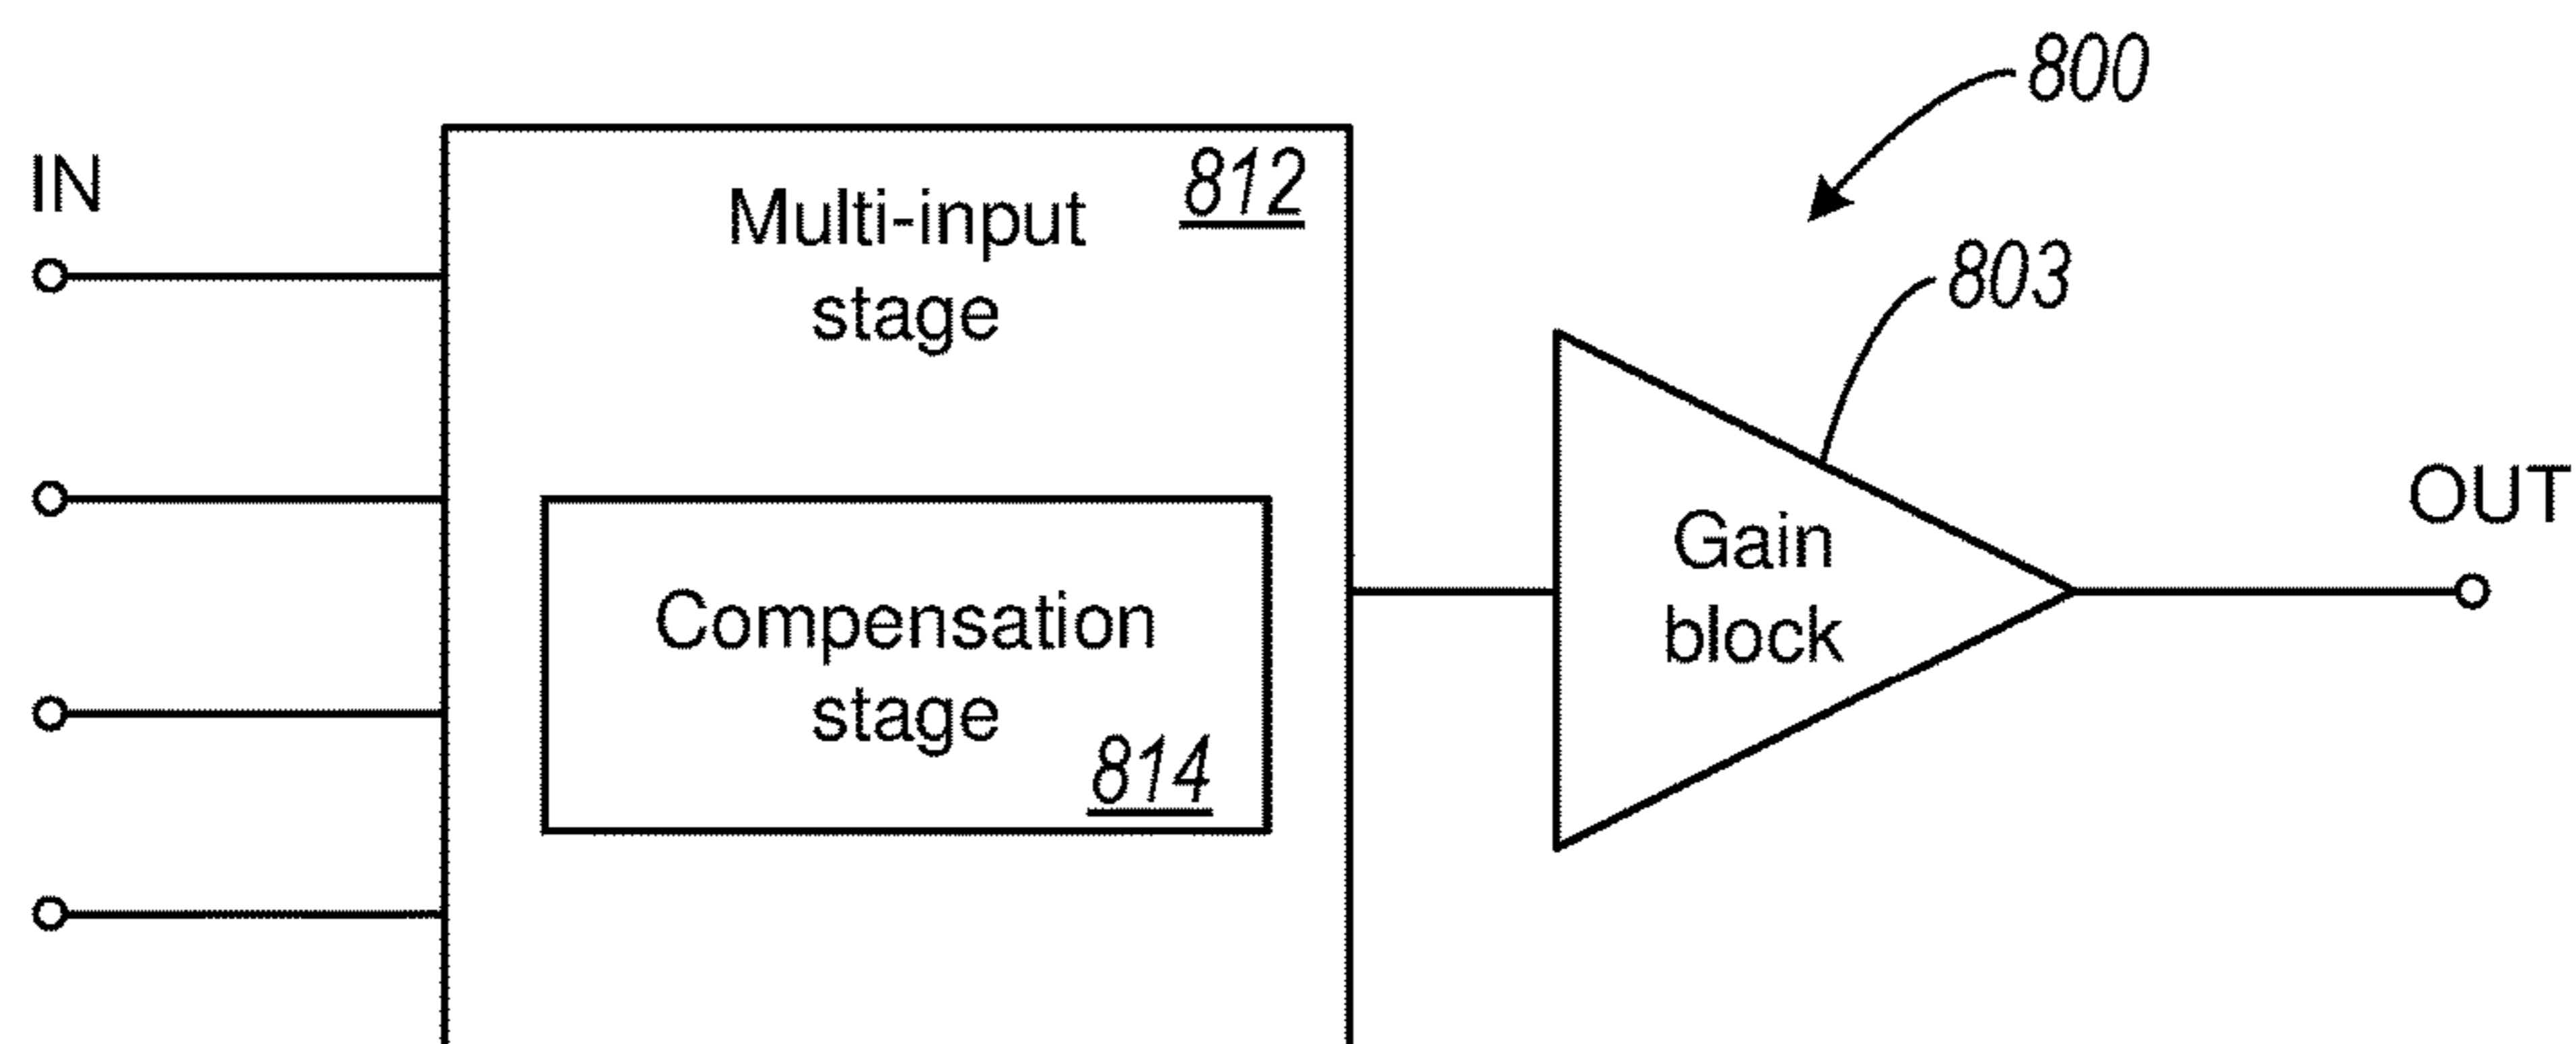 800
IN
Multi-input
stage
812
803
OUT
Gain
block
Compensation
stage
814